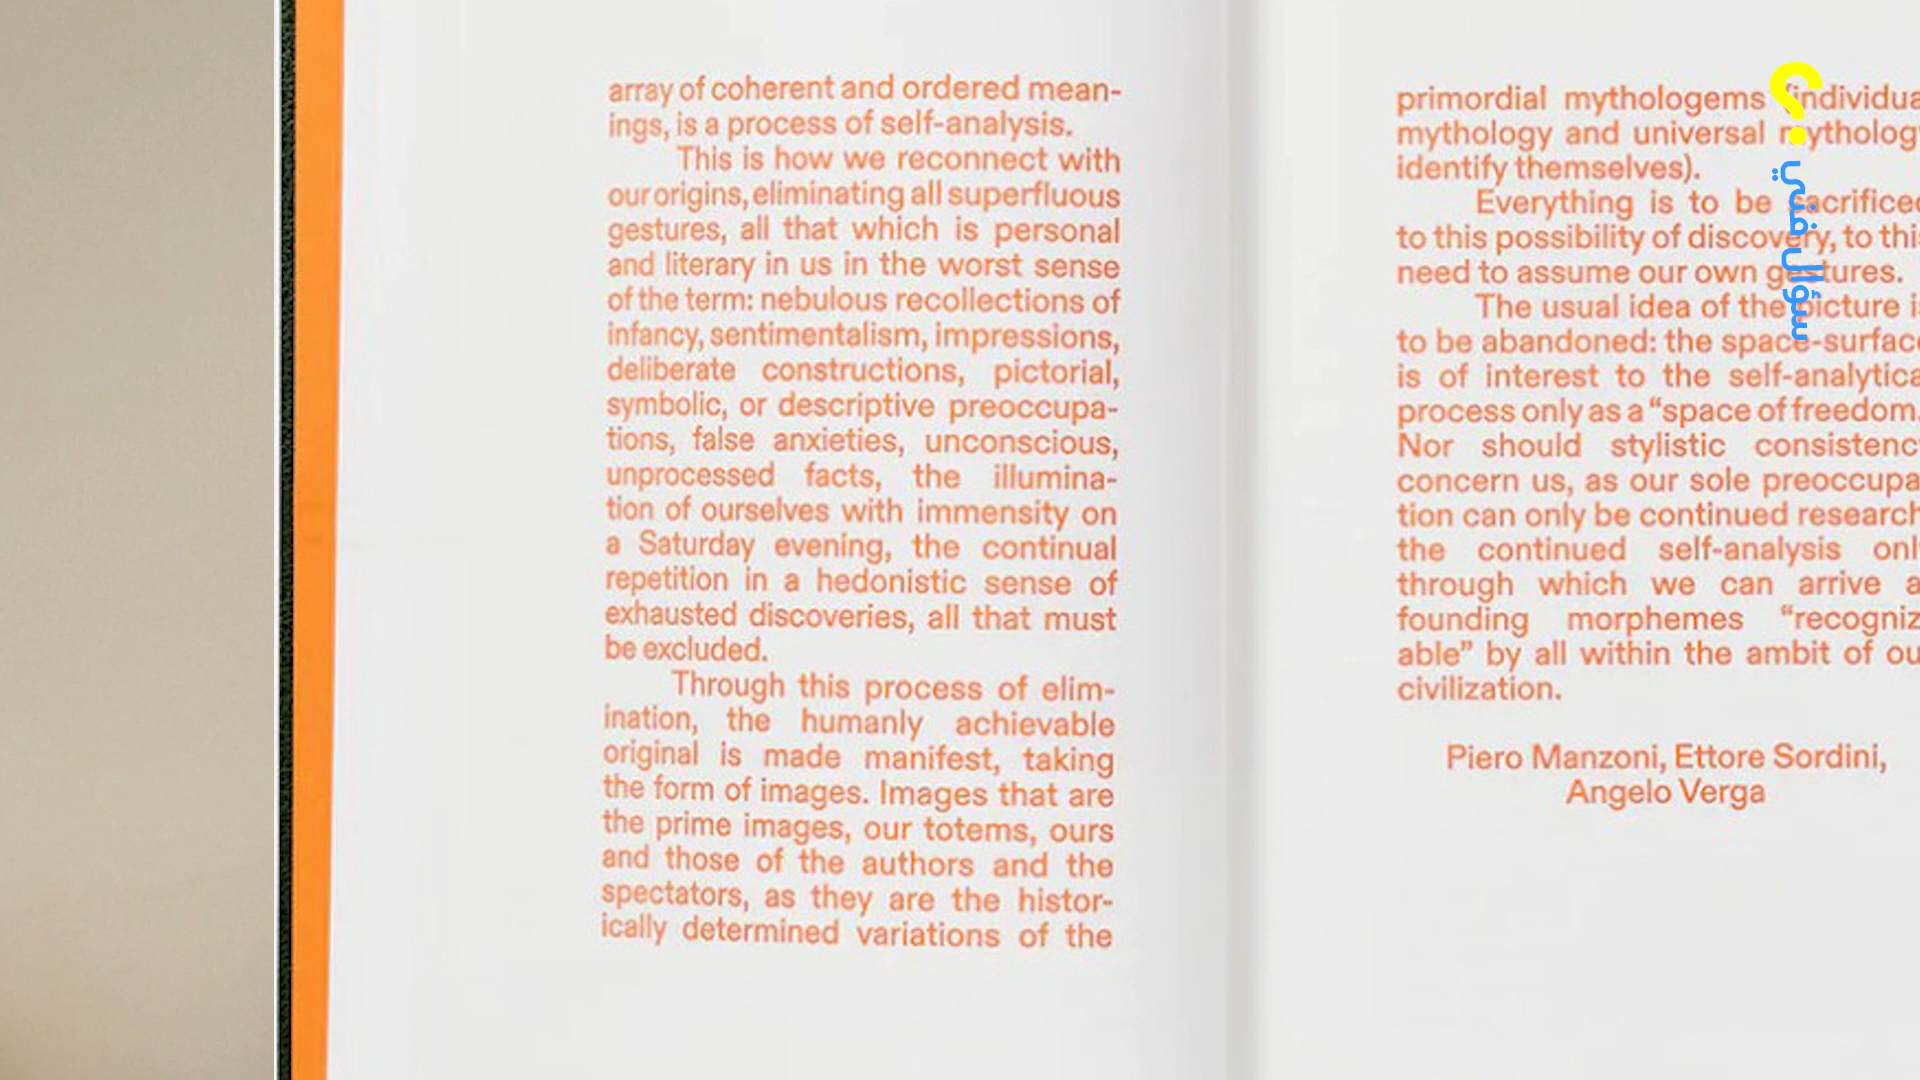 array of coherent and ordered mean-
ings, is a process of self-analysis.
This is how we reconnect with
our origins, eliminating all superfluous
gestures, all that which is personal
and literary in us in the worst sense
of the term: nebulous recollections of
infancy, sentimentalism, impressions,
deliberate constructions, pictorial,
symbolic, or descriptive preoccupa-
tions, false anxieties, unconscious,
unprocessed facts, the illumina-
tion of ourselves with immensity on
a Saturday evening, the continual
repetition in a hedonistic sense of
exhausted discoveries, all that must
be excluded.
Through this process of elim-
ination, the humanly achievable
original is made manifest, taking
the form of images. Images that are
the prime images, our totems, ours
and those of the authors and the
spectators, as they are the histor-
ically determined variations of the
primordial mythologems (individua
mythology and universal mytholog
identify themselves).
Everything is to be sacrificed
to this possibility of discovery, to this
need to assume our own gestures.
The usual idea of the picture is
to be abandoned: the space-surface
is of interest to the self-analytica
process only as a “space of freedom.
Nor should stylistic consistenc
concern us, as our sole preoccupa
tion can only be continued research
the continued self-analysis onl
through which we can arrive a
founding morphemes “recogniz
able” by all within the ambit of ou
civilization.
Piero Manzoni, Ettore Sordini,
Angelo Verga
سؤال فني ؟